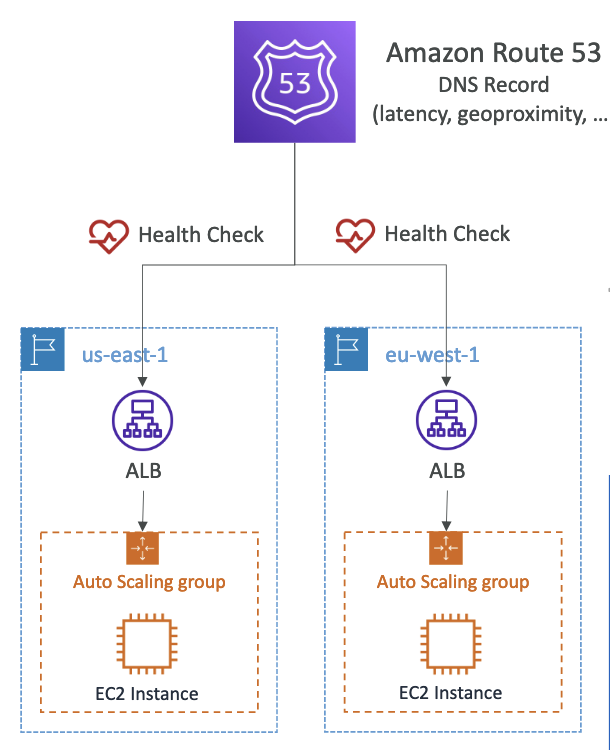 53
Amazon Route 53
DNS Record
(latency, geoproximity, ...
Health Check
Health Check
us-east-1
eu-west-1
ALB
ALB
Auto Scaling group
Auto Scaling group
EC2 Instance
EC2 Instance